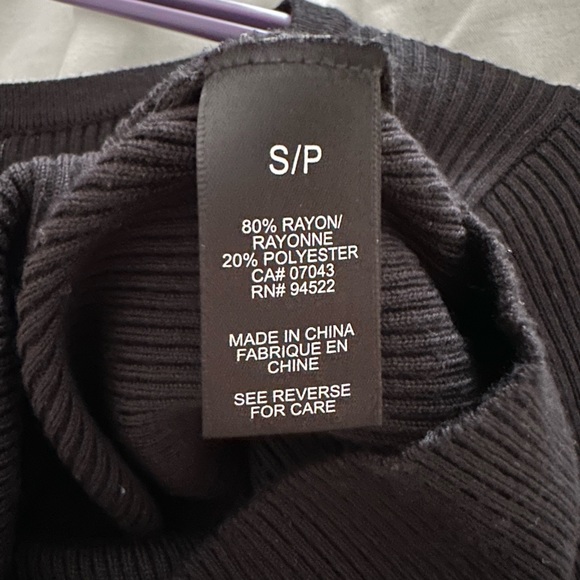 S/P
80% RAYON/
RAYONNE
20% POLYESTER
CA# 07043
RN# 94522
MADE IN CHINA
FABRIQUE EN
CHINE
SEE REVERSE
FOR CARE